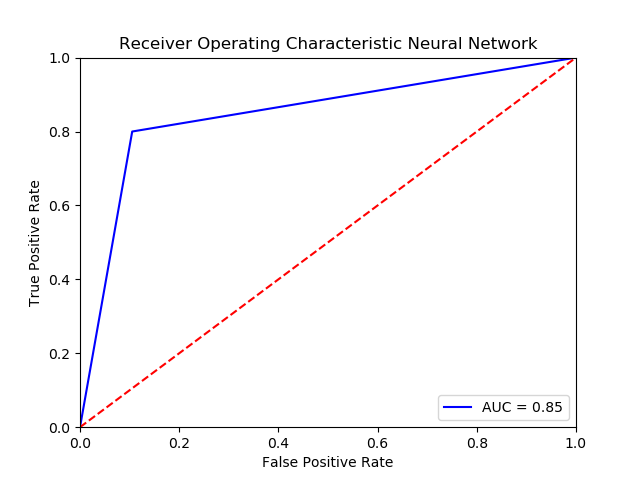 Receiver Operating Characteristic Neural Network
1.0
0.8
0.6
0.4
0.2
0.0
True Positive Rate
AUC = 0.85
0.0 0.2 0.4 0.6 0.8 1.0
False Positive Rate